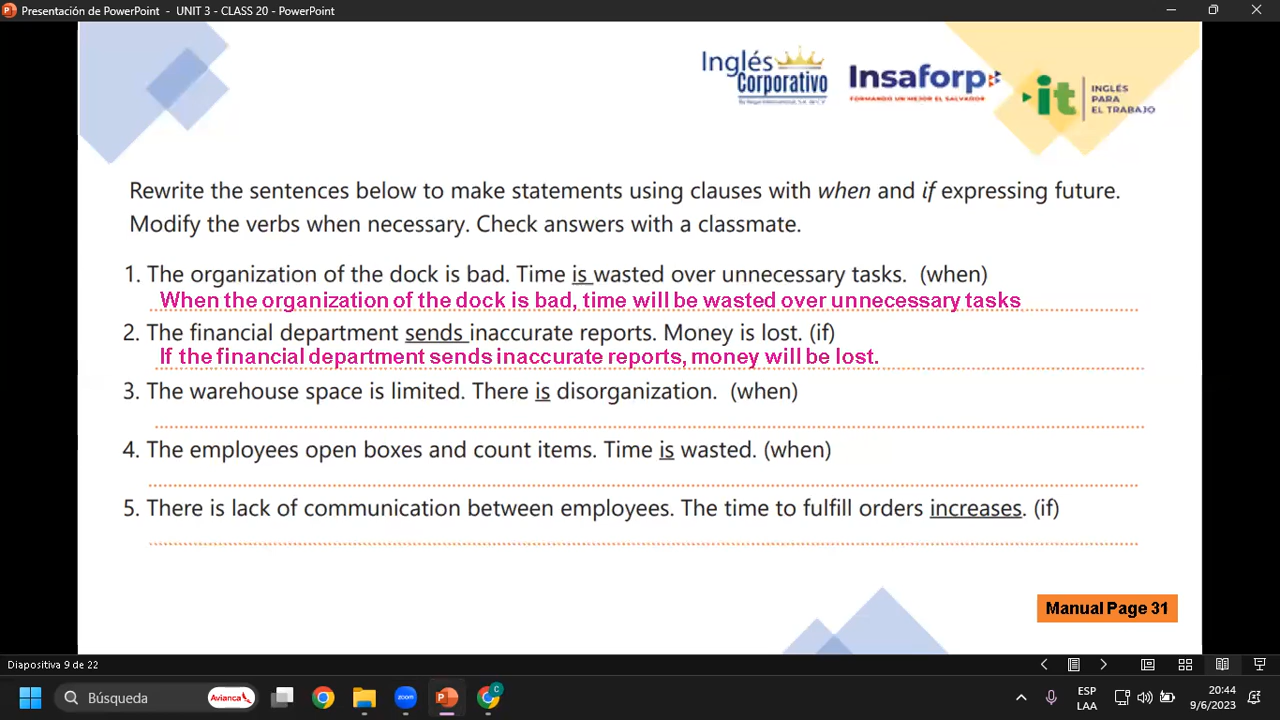 Presentación de PowerPoint - UNIT 3 - CLASS 20 - PowerPoint
Inglés
Corporativo
Insaforp
FORMANDO UN MEJOR EL SALVADOR
it
INGLÉS
PARA
EL TRABAJO
Rewrite the sentences below to make statements using clauses with when and if expressing future.
Modify the verbs when necessary. Check answers with a classmate.
1. The organization of the dock is bad. Time is wasted over unnecessary tasks. (when)
When the organization of the dock is bad, time will be wasted over unnecessary tasks
2. The financial department sends inaccurate reports. Money is lost. (if)
If the financial department sends inaccurate reports, money will be lost.
3. The warehouse space is limited. There is disorganization. (when)
4. The employees open boxes and count items. Time is wasted. (when)
5. There is lack of communication between employees. The time to fulfill orders increases. (if)
Manual Page 31
Diapositiva 9 de 22
Búsqueda
Avianca
zoom
C
ESP
LAA
20:44
9/6/2023